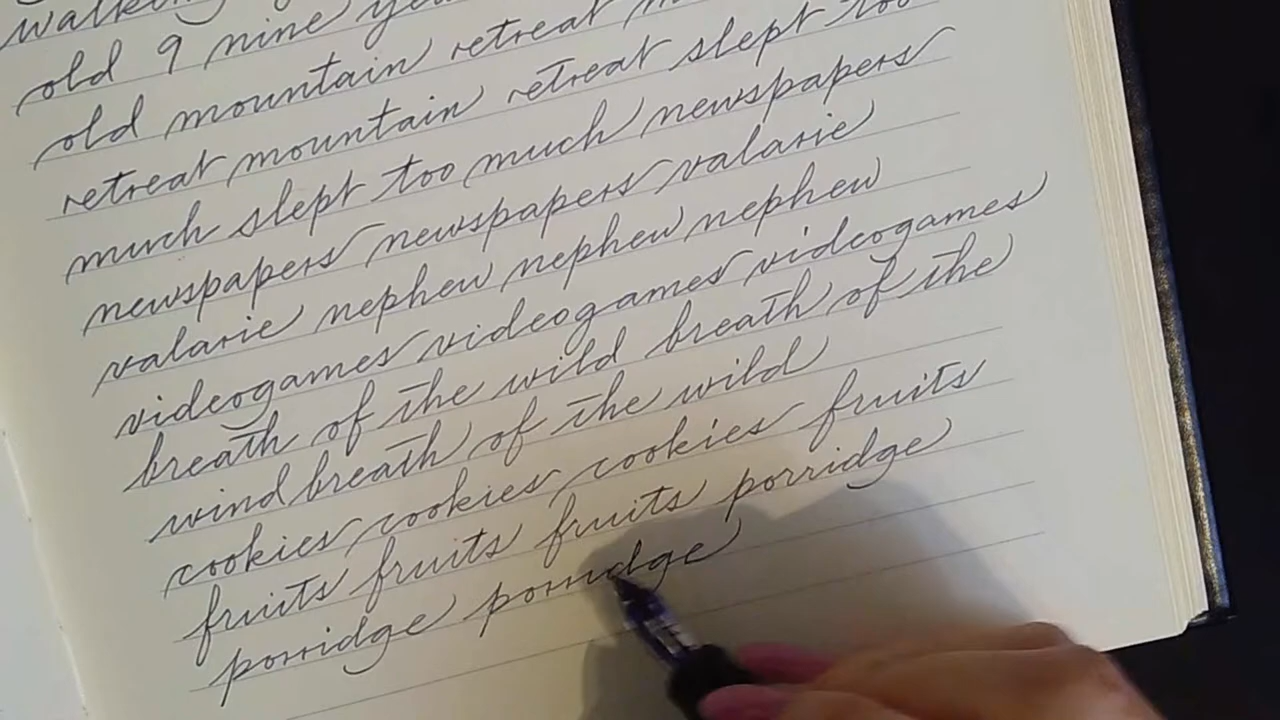 walking
old 9 nine
old mountain retreat
retreat mountain retreat slept too
much slept too much newspapers
newspapers newspapers valarie
valarie nephew nephew nephew
videogames videogames videogames
breath of the wild breath of the
wind breath of the wild
cookies cookies cookies fruits
fruits fruits fruits porridge
porridge porridge